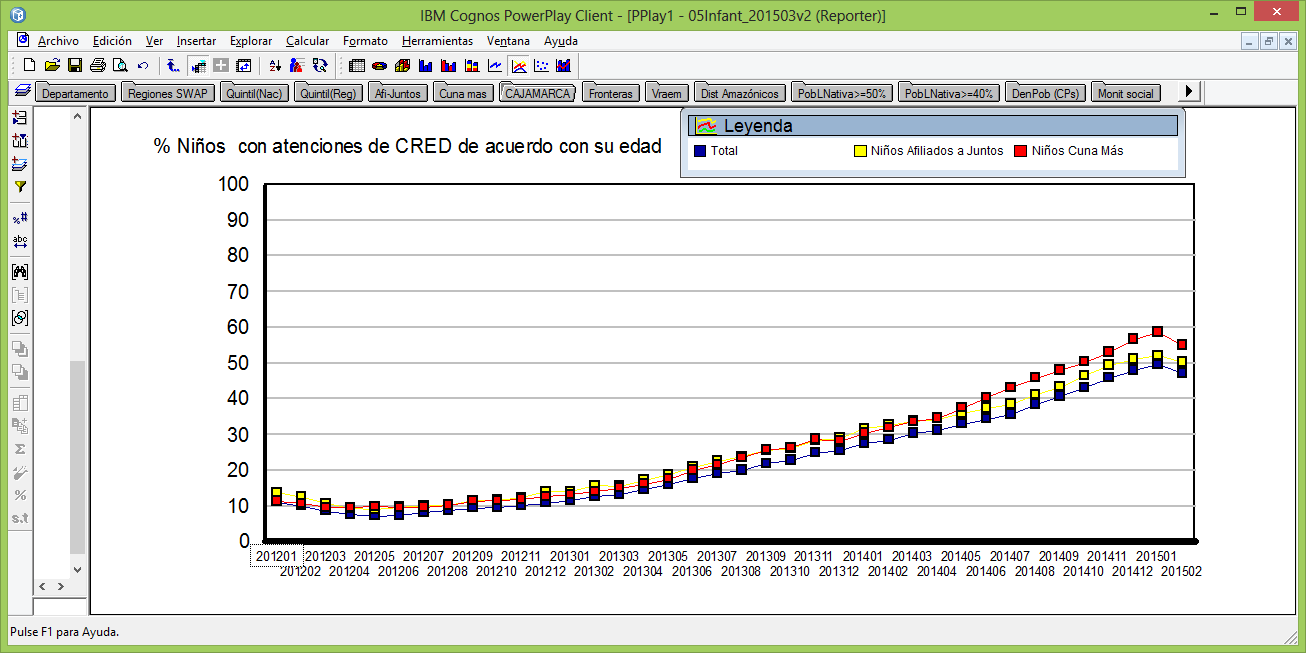 IBM Cognos PowerPlay Client - [PPlay1 - 05Infant_201503v2 (Reporter)]
Archivo Edición Ver Insertar Explorar Calcular Formato Herramientas Ventana Ayuda
Departamento Regiones SWAP Quintil(Nac) Quintil(Reg) Afi-Juntos Cuna mas CAJAMARCA Fronteras Vraem Dist Amazónicos PobLNativa>=50% PobLNativa>=40% DenPob (CPs) Monit social
Leyenda
% Niños con atenciones de CRED de acuerdo con su edad
Total Niños Afiliados a Juntos Niños Cuna Más
100
90
80
70
60
50
40
30
20
10
0
201201 201203 201205 201207 201209 201211 201301 201303 201305 201307 201309 201311 201401 201403 201405 201407 201409 201411 201501
201202 201204 201206 201208 201210 201212 201302 201304 201306 201308 201310 201312 201402 201404 201406 201408 201410 201412 201502
%#
abc
Σ
%
s.t
Pulse F1 para Ayuda.